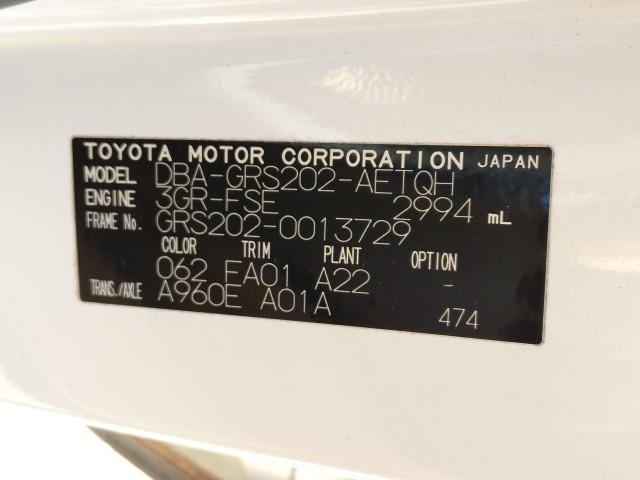 TOYOTA MOTOR CORPORATION JAPAN
MODEL DBA-GRS202-AETQH
ENGINE 3GR-FSE 2994 mL
FRAME No. GRS202-0013729
COLOR TRIM PLANT OPTION
062 FA01 A22
TRANS./AXLE A960E A01A
474